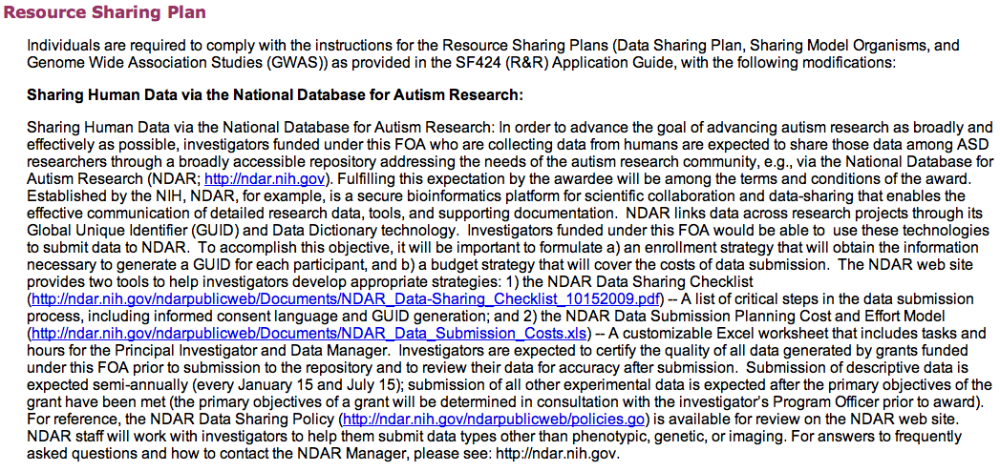 Resource Sharing Plan
Individuals are required to comply with the instructions for the Resource Sharing Plans (Data Sharing Plan, Sharing Model Organisms, and
Genome Wide Association Studies (GWAS)) as provided in the SF424 (R&R) Application Guide, with the following modifications:
Sharing Human Data via the National Database for Autism Research:
Sharing Human Data via the National Database for Autism Research: In order to advance the goal of advancing autism research as broadly and
effectively as possible, investigators funded under this FOA who are collecting data from humans are expected to share those data among ASD
researchers through a broadly accessible repository addressing the needs of the autism research community, e.g., via the National Database for
Autism Research (NDAR; http://ndar.nih.gov). Fulfilling this expectation by the awardee will be among the terms and conditions of the award.
Established by the NIH, NDAR, for example, is a secure bioinformatics platform for scientific collaboration and data-sharing that enables the
effective communication of detailed research data, tools, and supporting documentation.  NDAR links data across research projects through its
Global Unique Identifier (GUID) and Data Dictionary technology.  Investigators funded under this FOA would be able to  use these technologies
to submit data to NDAR.  To accomplish this objective, it will be important to formulate a) an enrollment strategy that will obtain the information
necessary to generate a GUID for each participant, and b) a budget strategy that will cover the costs of data submission.  The NDAR web site
provides two tools to help investigators develop appropriate strategies: 1) the NDAR Data Sharing Checklist
(http://ndar.nih.gov/ndarpublicweb/Documents/NDAR_Data-Sharing_Checklist_10152009.pdf) -- A list of critical steps in the data submission
process, including informed consent language and GUID generation; and 2) the NDAR Data Submission Planning Cost and Effort Model
(http://ndar.nih.gov/ndarpublicweb/Documents/NDAR_Data_Submission_Costs.xls) -- A customizable Excel worksheet that includes tasks and
hours for the Principal Investigator and Data Manager.  Investigators are expected to certify the quality of all data generated by grants funded
under this FOA prior to submission to the repository and to review their data for accuracy after submission.  Submission of descriptive data is
expected semi-annually (every January 15 and July 15); submission of all other experimental data is expected after the primary objectives of the
grant have been met (the primary objectives of a grant will be determined in consultation with the investigator's Program Officer prior to award).
For reference, the NDAR Data Sharing Policy (http://ndar.nih.gov/ndarpublicweb/policies.go) is available for review on the NDAR web site.
NDAR staff will work with investigators to help them submit data types other than phenotypic, genetic, or imaging. For answers to frequently
asked questions and how to contact the NDAR Manager, please see: http://ndar.nih.gov.